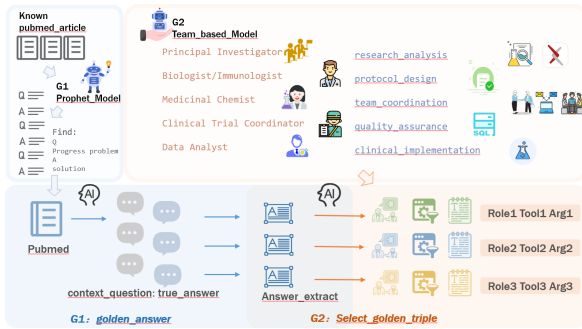 Known
pubmed_article
G1
Prophet_Model
Q
A
Q
A
Q
A
Find:
Q
Progress problem
A
solution
G2
Team_based_Model
Principal Investigator
Biologist/Immunologist
Medicinal Chemist
Clinical Trial Coordinator
Data Analyst
research_analysis
protocol_design
team_coordination
quality_assurance
clinical_implementation
SQL
AI
AI
Pubmed
context_question: true_answer
Answer_extract
A
A
A
Role1 Tool1 Arg1
Role2 Tool2 Arg2
Role3 Tool3 Arg3
G1: golden_answer
G2: Select_golden_triple